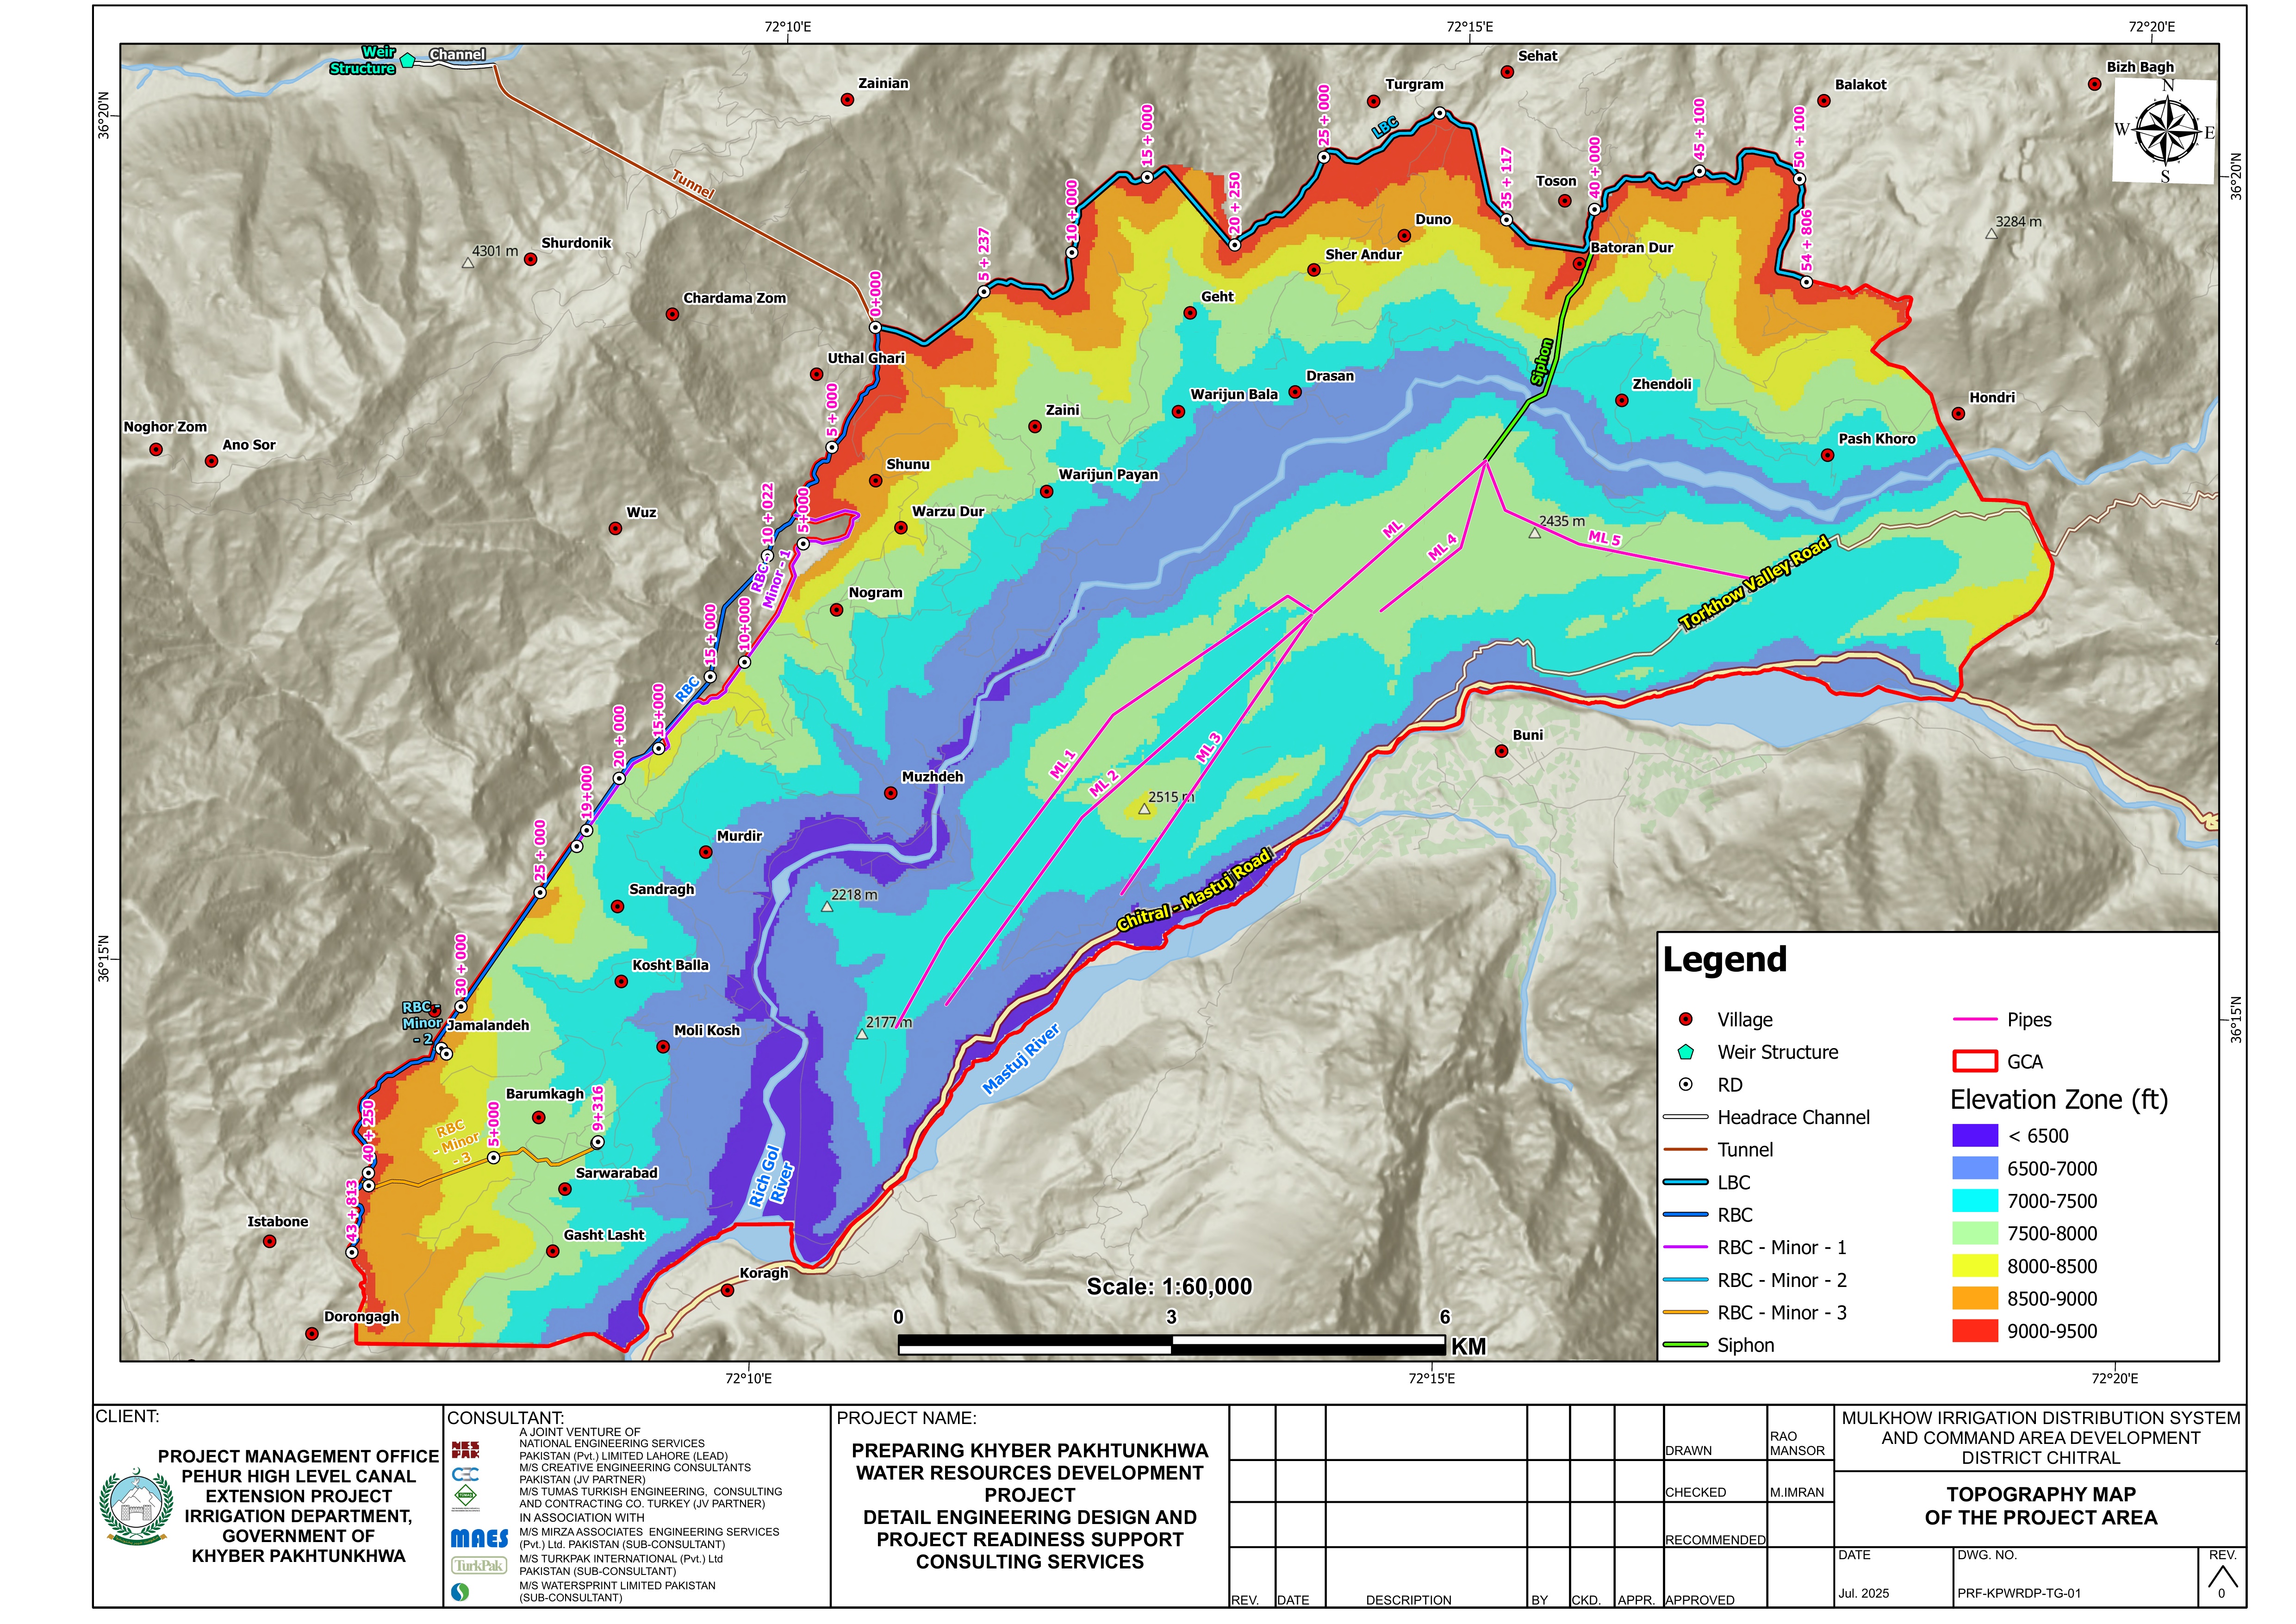 72°10'E
72°15'E
72°20'E
36°20'N
36°20'N
36°15'N
36°15'N
72°10'E
72°15'E
72°20'E
Weir
Structure
Channel
Tunnel
Zainian
Sehat
Turgram
Balakot
Bizh Bagh
N
W
E
S
LBC
15 + 000
25 + 000
45 + 100
50 + 100
40 + 000
35 + 117
Toson
10 + 000
20 + 250
5 + 237
0+000
54 + 806
3284 m
Duno
Batoran Dur
Sher Andur
4301 m
Shurdonik
Chardama Zom
Geht
Uthal Ghari
Siphon
Drasan
Zhendoli
Warijun Bala
Hondri
Zaini
5 + 000
Pash Khoro
Noghor Zom
Ano Sor
Shunu
Warijun Payan
Wuz
10 + 022
5+000
Warzu Dur
ML
ML 4
2435 m
ML 5
Torkhow Valley Road
RBC -
Minor - 1
Nogram
15 + 000
10+000
RBC
15+000
20 + 000
19+000
25 + 000
Buni
Muzhdeh
ML 1
ML 2
ML 3
2515 m
Murdir
Sandragh
2218 m
chitral - Mastuj Road
30 + 000
Kosht Balla
RBC -
Minor
- 2
Jamalandeh
Moli Kosh
2177 m
Mastuj River
Barumkagh
9+316
5+000
40 + 250
RBC
- Minor
- 3
Sarwarabad
Rich Gol
River
43 + 813
Istabone
Gasht Lasht
Koragh
Dorongagh
Scale: 1:60,000
0
3
6
KM
Legend
Village
Weir Structure
RD
Headrace Channel
Tunnel
LBC
RBC
RBC - Minor - 1
RBC - Minor - 2
RBC - Minor - 3
Siphon
Pipes
GCA
Elevation Zone (ft)
< 6500
6500-7000
7000-7500
7500-8000
8000-8500
8500-9000
9000-9500
CLIENT:
PROJECT MANAGEMENT OFFICE
PEHUR HIGH LEVEL CANAL
EXTENSION PROJECT
IRRIGATION DEPARTMENT,
GOVERNMENT OF
KHYBER PAKHTUNKHWA
CONSULTANT:
A JOINT VENTURE OF
NATIONAL ENGINEERING SERVICES
PAKISTAN (Pvt.) LIMITED LAHORE (LEAD)
M/S CREATIVE ENGINEERING CONSULTANTS
PAKISTAN (JV PARTNER)
M/S TUMAS TURKISH ENGINEERING, CONSULTING
AND CONTRACTING CO. TURKEY (JV PARTNER)
IN ASSOCIATION WITH
M/S MIRZA ASSOCIATES ENGINEERING SERVICES
(Pvt.) Ltd. PAKISTAN (SUB-CONSULTANT)
M/S TURKPAK INTERNATIONAL (Pvt.) Ltd
PAKISTAN (SUB-CONSULTANT)
M/S WATERSPRINT LIMITED PAKISTAN
(SUB-CONSULTANT)
NES
PAK
CEC
MAES
TurkPak
PROJECT NAME:
PREPARING KHYBER PAKHTUNKHWA
WATER RESOURCES DEVELOPMENT
PROJECT
DETAIL ENGINEERING DESIGN AND
PROJECT READINESS SUPPORT
CONSULTING SERVICES
REV.
DATE
DESCRIPTION
BY
CKD.
APPR.
DRAWN
RAO
MANSOR
CHECKED
M.IMRAN
RECOMMENDED
APPROVED
MULKHOW IRRIGATION DISTRIBUTION SYSTEM
AND COMMAND AREA DEVELOPMENT
DISTRICT CHITRAL
TOPOGRAPHY MAP
OF THE PROJECT AREA
DATE
Jul. 2025
DWG. NO.
PRF-KPWRDP-TG-01
REV.
0